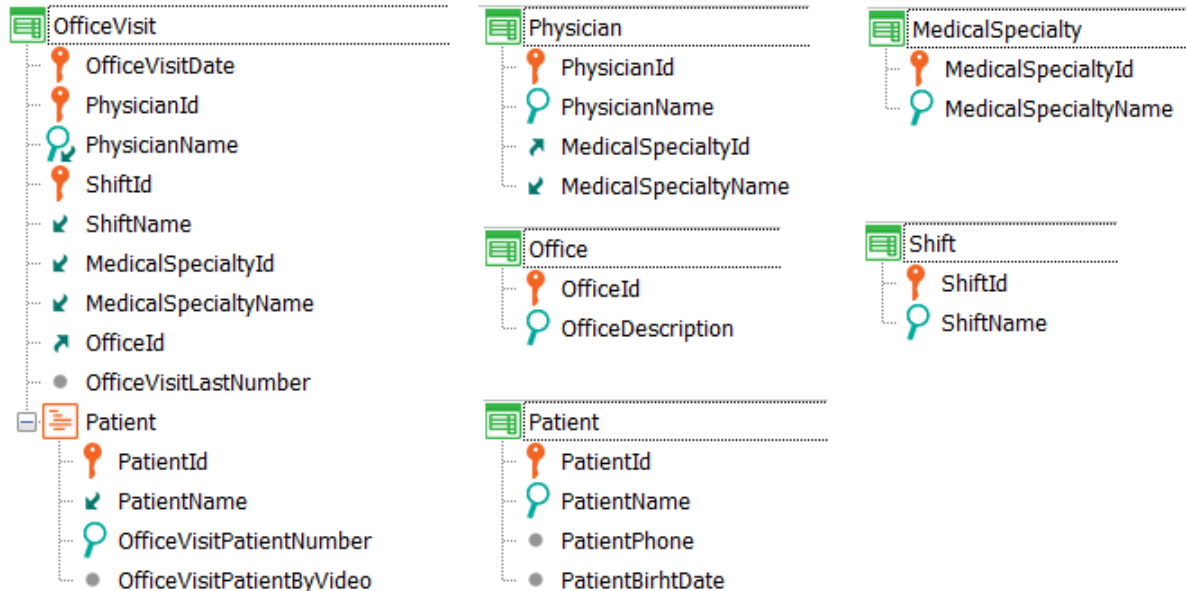 OfficeVisit
OfficeVisitDate
PhysicianId
PhysicianName
ShiftId
ShiftName
MedicalSpecialtyId
MedicalSpecialtyName
OfficeId
OfficeVisitLastNumber
Patient
PatientId
PatientName
OfficeVisitPatientNumber
OfficeVisitPatientByVideo
Physician
PhysicianId
PhysicianName
MedicalSpecialtyId
MedicalSpecialtyName
Office
OfficeId
OfficeDescription
Patient
PatientId
PatientName
PatientPhone
PatientBirhtDate
MedicalSpecialty
MedicalSpecialtyId
MedicalSpecialtyName
Shift
ShiftId
ShiftName